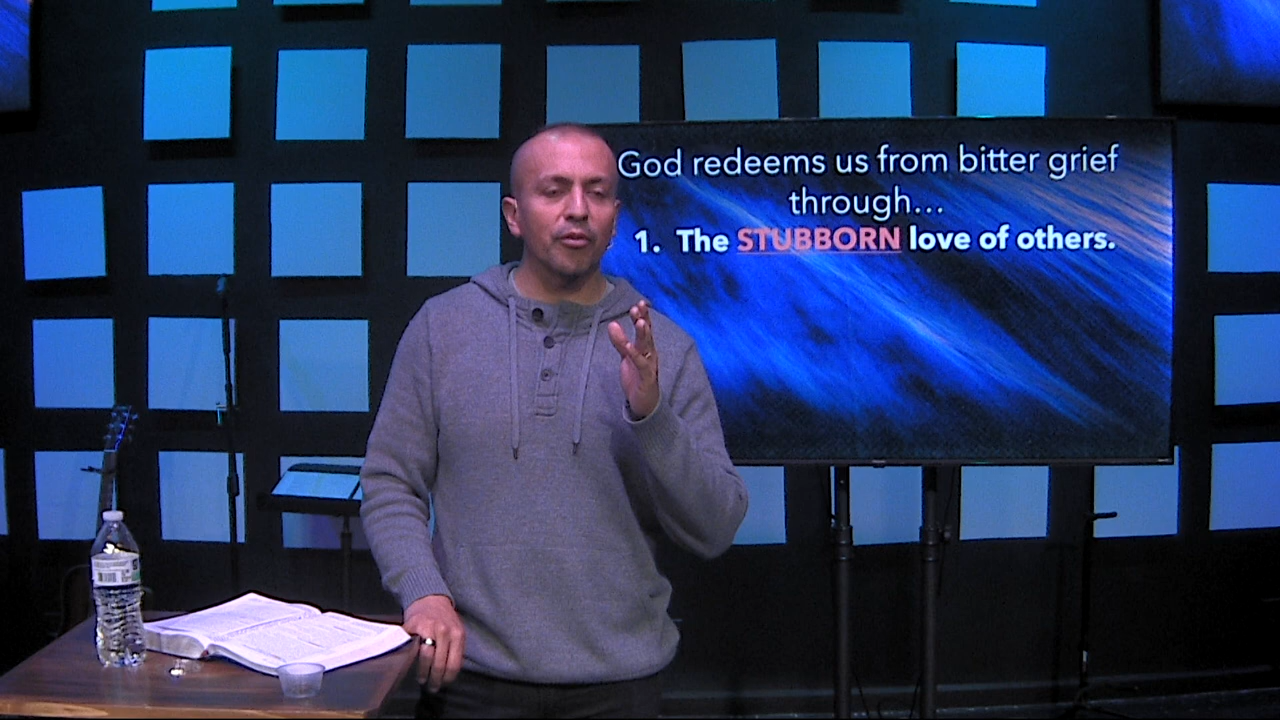 God redeems us from bitter grief
through...
1. The STUBBORN love of others.